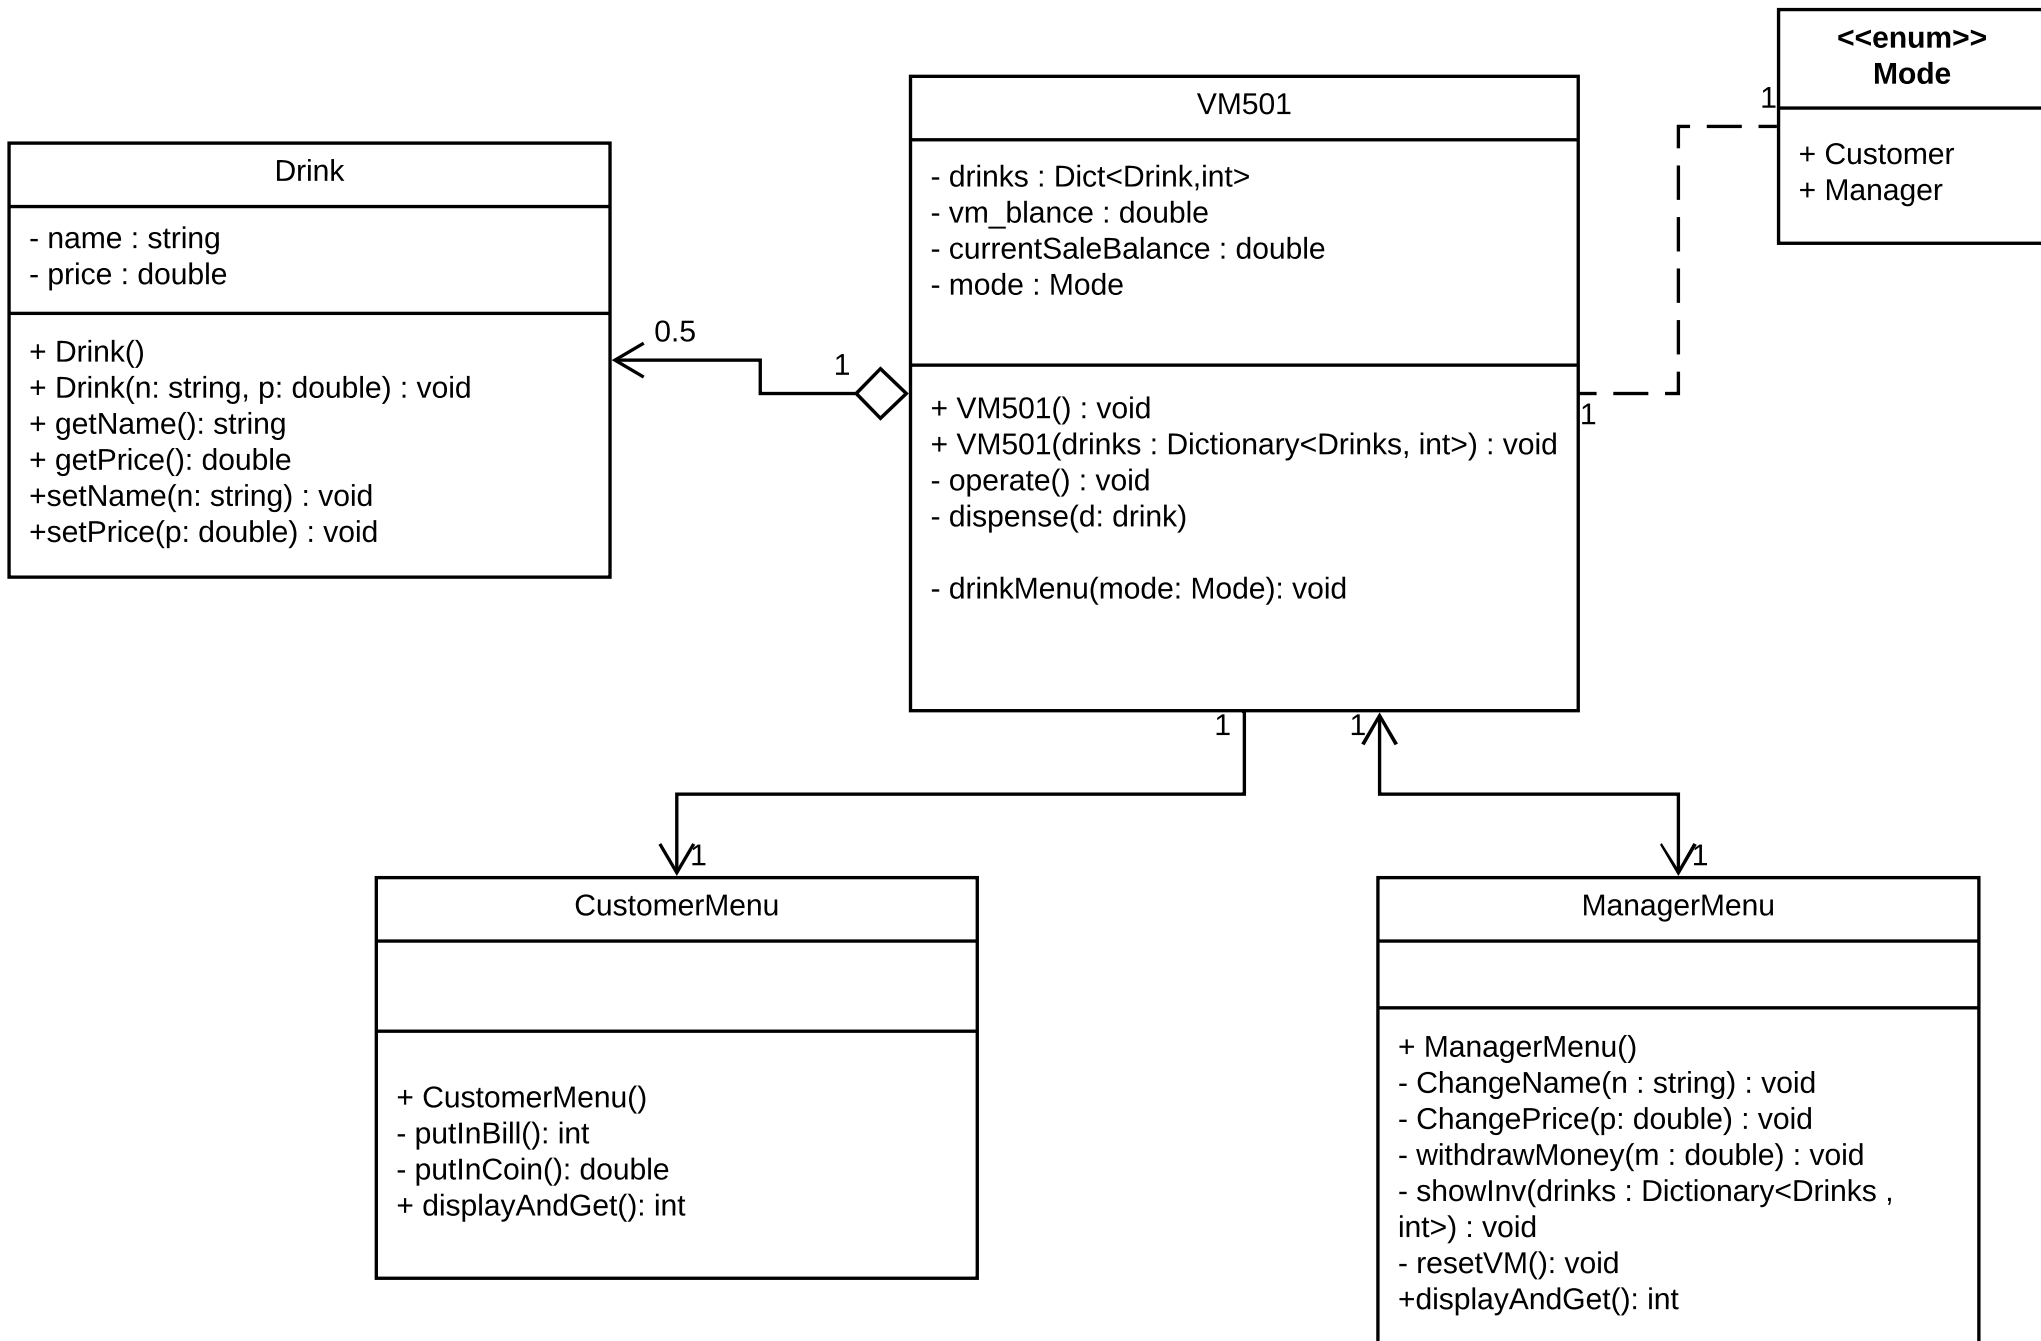 <<enum>>
Mode
+ Customer
+ Manager
1
1
VM501
- drinks : Dict<Drink,int>
- vm_blance : double
- currentSaleBalance : double
- mode : Mode
+ VM501() : void
+ VM501(drinks : Dictionary<Drinks, int>) : void
- operate() : void
- dispense(d: drink)
- drinkMenu(mode: Mode): void
Drink
- name : string
- price : double
+ Drink()
+ Drink(n: string, p: double) : void
+ getName(): string
+ getPrice(): double
+setName(n: string) : void
+setPrice(p: double) : void
0.5
1
1
1
1
1
CustomerMenu
+ CustomerMenu()
- putInBill(): int
- putInCoin(): double
+ displayAndGet(): int
ManagerMenu
+ ManagerMenu()
- ChangeName(n : string) : void
- ChangePrice(p: double) : void
- withdrawMoney(m : double) : void
- showInv(drinks : Dictionary<Drinks ,
int>) : void
- resetVM(): void
+displayAndGet(): int